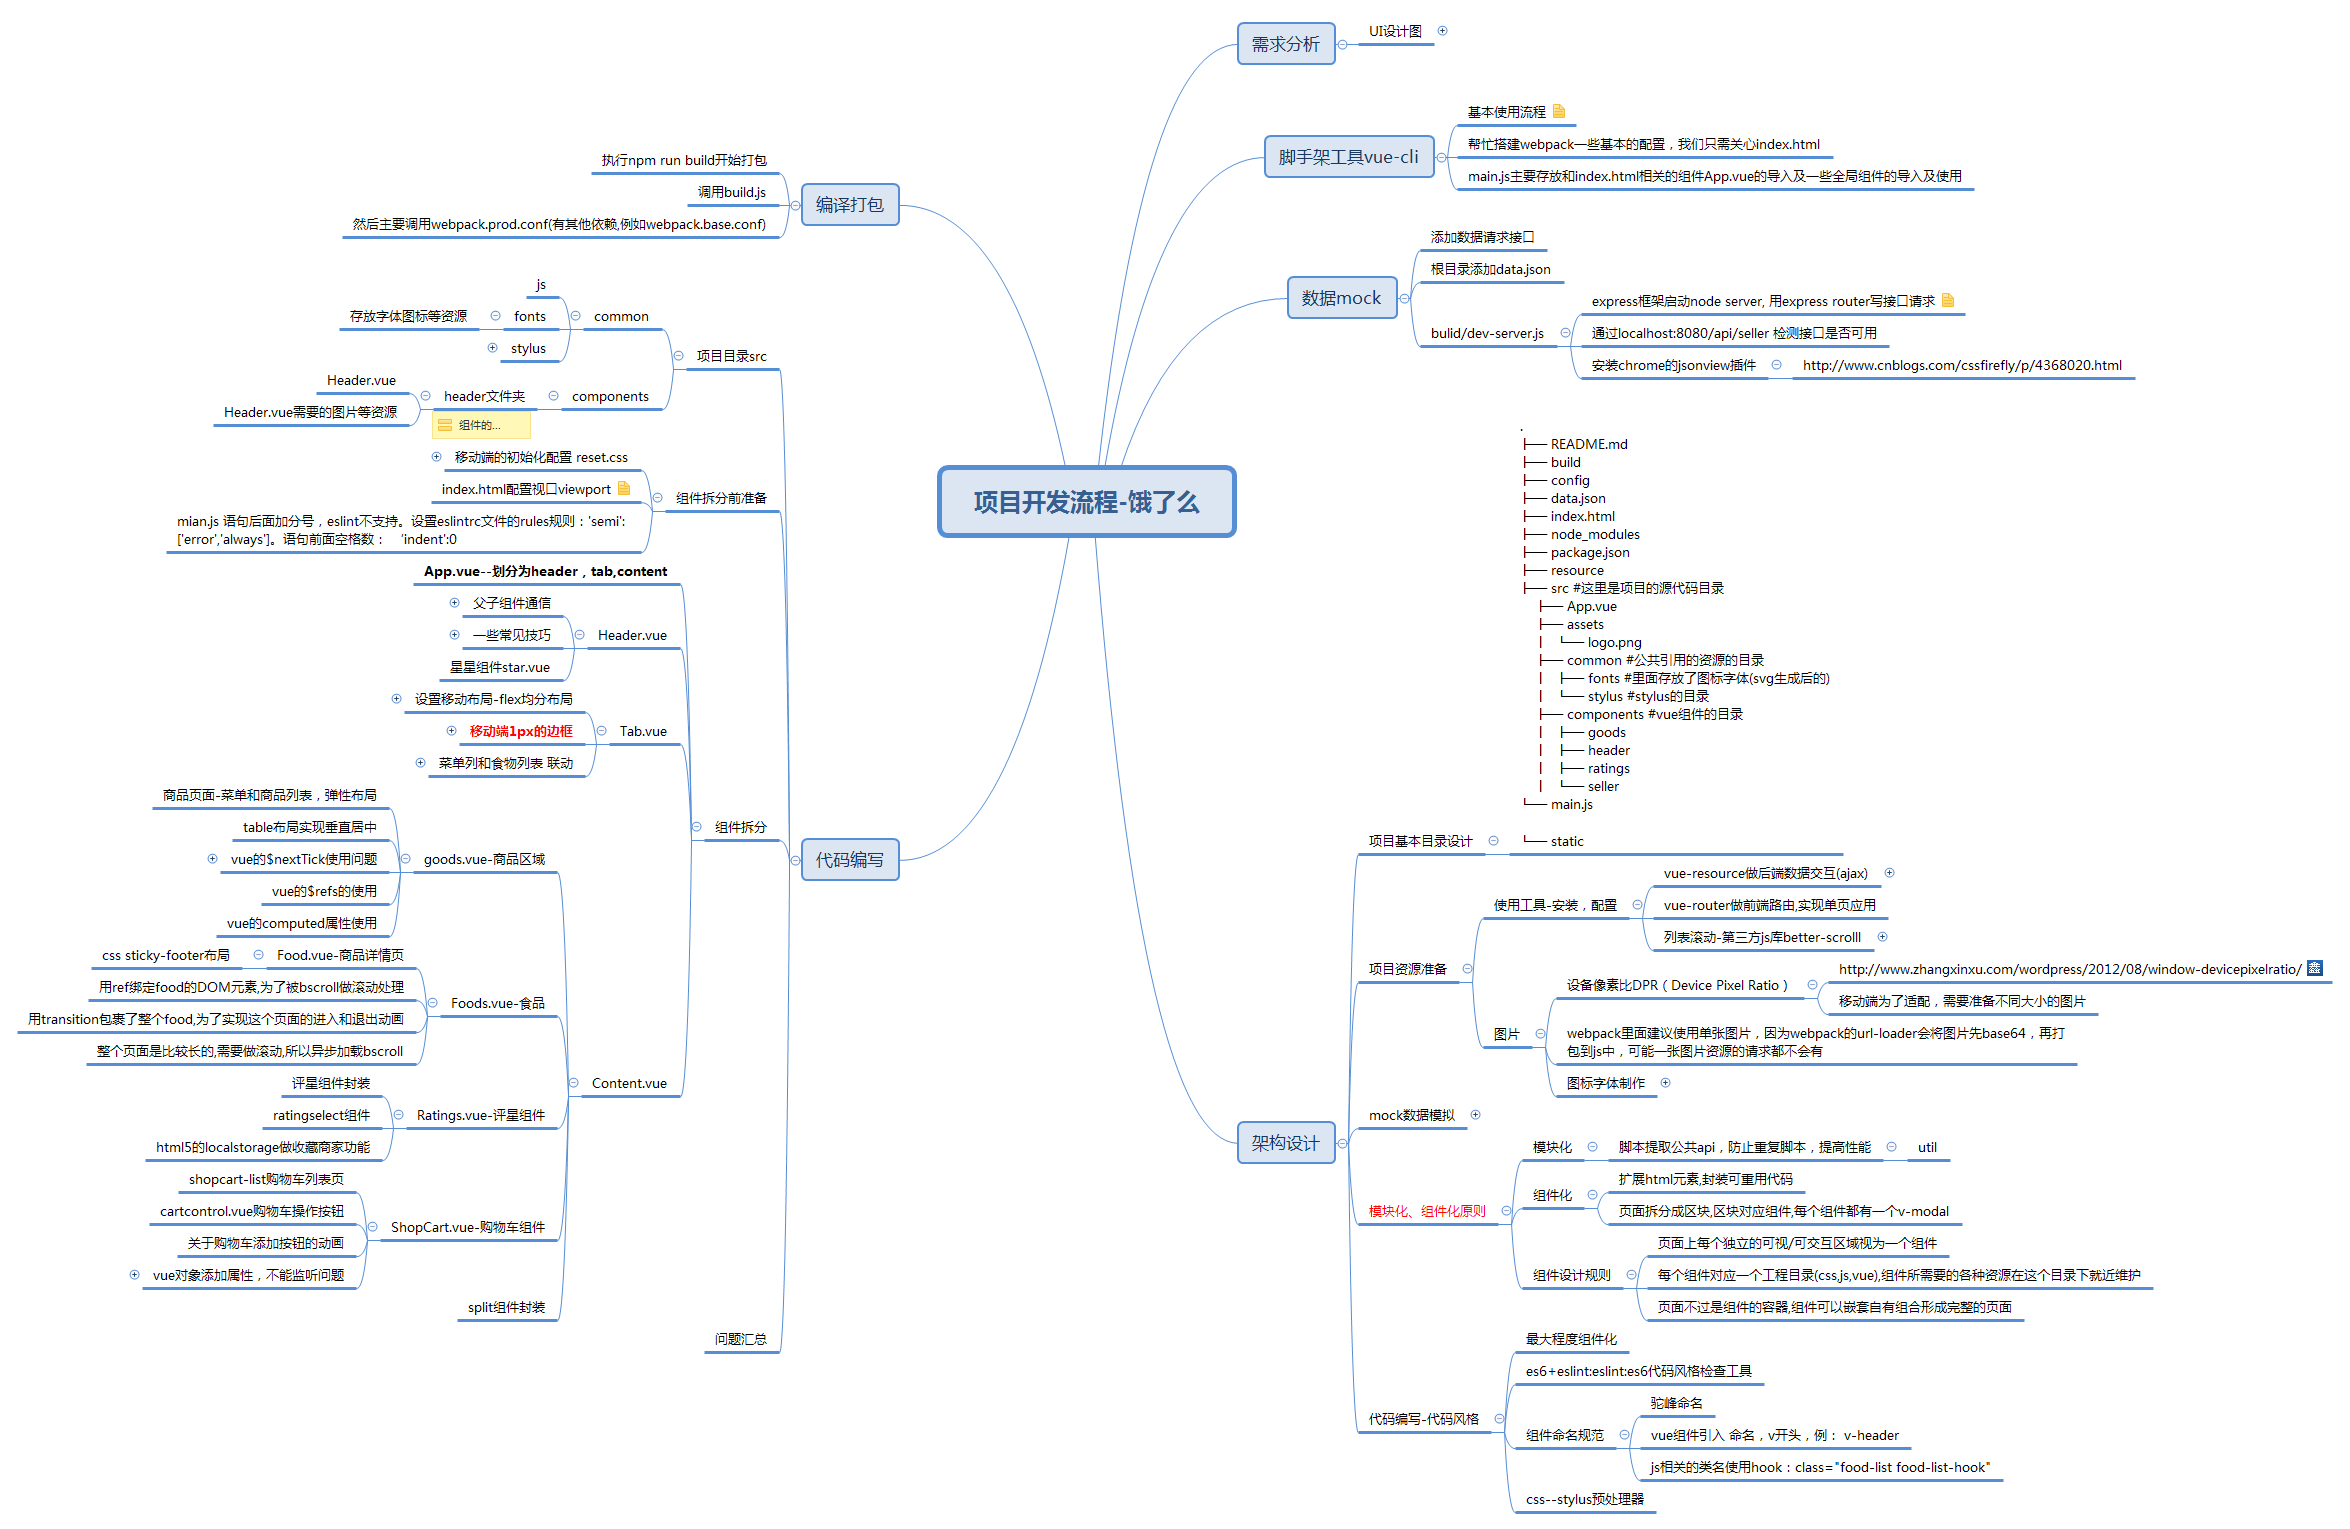 项目开发流程-饿了么
需求分析
UI设计图
脚手架工具vue-cli
基本使用流程
帮忙搭建webpack一些基本的配置，我们只需关心index.html
main.js主要存放和index.html相关的组件App.vue的导入及一些全局组件的导入及使用
数据mock
添加数据请求接口
根目录添加data.json
bulid/dev-server.js
express框架启动node server, 用express router写接口请求
通过localhost:8080/api/seller 检测接口是否可用
安装chrome的jsonview插件
http://www.cnblogs.com/cssfirefly/p/4368020.html
架构设计
项目基本目录设计
.
├── README.md
├── build
├── config
├── data.json
├── index.html
├── node_modules
├── package.json
├── resource
├── src #这里是项目的源代码目录
├── App.vue
├── assets
│ └── logo.png
├── common #公共引用的资源的目录
│ ├── fonts #里面存放了图标字体(svg生成后的)
│ └── stylus #stylus的目录
├── components #vue组件的目录
│ ├── goods
│ ├── header
│ ├── ratings
│ └── seller
└── main.js
└── static
项目资源准备
使用工具-安装，配置
vue-resource做后端数据交互(ajax)
vue-router做前端路由,实现单页应用
列表滚动-第三方js库better-scrolll
图片
设备像素比DPR（Device Pixel Ratio）
http://www.zhangxinxu.com/wordpress/2012/08/window-devicepixelratio/
鑫
移动端为了适配，需要准备不同大小的图片
webpack里面建议使用单张图片，因为webpack的url-loader会将图片先base64，再打
包到js中，可能一张图片资源的请求都不会有
图标字体制作
mock数据模拟
模块化、组件化原则
模块化
脚本提取公共api，防止重复脚本，提高性能
util
组件化
扩展html元素,封装可重用代码
页面拆分成区块,区块对应组件,每个组件都有一个v-modal
组件设计规则
页面上每个独立的可视/可交互区域视为一个组件
每个组件对应一个工程目录(css,js,vue),组件所需要的各种资源在这个目录下就近维护
页面不过是组件的容器,组件可以嵌套自有组合形成完整的页面
代码编写-代码风格
最大程度组件化
es6+eslint:eslint:es6代码风格检查工具
组件命名规范
驼峰命名
vue组件引入 命名，v开头，例： v-header
js相关的类名使用hook：class="food-list food-list-hook"
css--stylus预处理器
编译打包
执行npm run build开始打包
调用build.js
然后主要调用webpack.prod.conf(有其他依赖,例如webpack.base.conf)
代码编写
项目目录src
common
js
fonts
存放字体图标等资源
stylus
components
header文件夹
组件的...
Header.vue
Header.vue需要的图片等资源
组件拆分前准备
移动端的初始化配置 reset.css
index.html配置视口viewport
mian.js 语句后面加分号，eslint不支持。设置eslintrc文件的rules规则：'semi':
['error','always']。语句前面空格数： ‘indent':0
组件拆分
App.vue--划分为header，tab,content
Header.vue
父子组件通信
一些常见技巧
星星组件star.vue
Tab.vue
设置移动布局-flex均分布局
移动端1px的边框
菜单列和食物列表 联动
Content.vue
goods.vue-商品区域
商品页面-菜单和商品列表，弹性布局
table布局实现垂直居中
vue的$nextTick使用问题
vue的$refs的使用
vue的computed属性使用
Foods.vue-食品
Food.vue-商品详情页
css sticky-footer布局
用ref绑定food的DOM元素,为了被bscroll做滚动处理
用transition包裹了整个food,为了实现这个页面的进入和退出动画
整个页面是比较长的,需要做滚动,所以异步加载bscroll
Ratings.vue-评星组件
评星组件封装
ratingselect组件
html5的localstorage做收藏商家功能
ShopCart.vue-购物车组件
shopcart-list购物车列表页
cartcontrol.vue购物车操作按钮
关于购物车添加按钮的动画
vue对象添加属性，不能监听问题
split组件封装
问题汇总